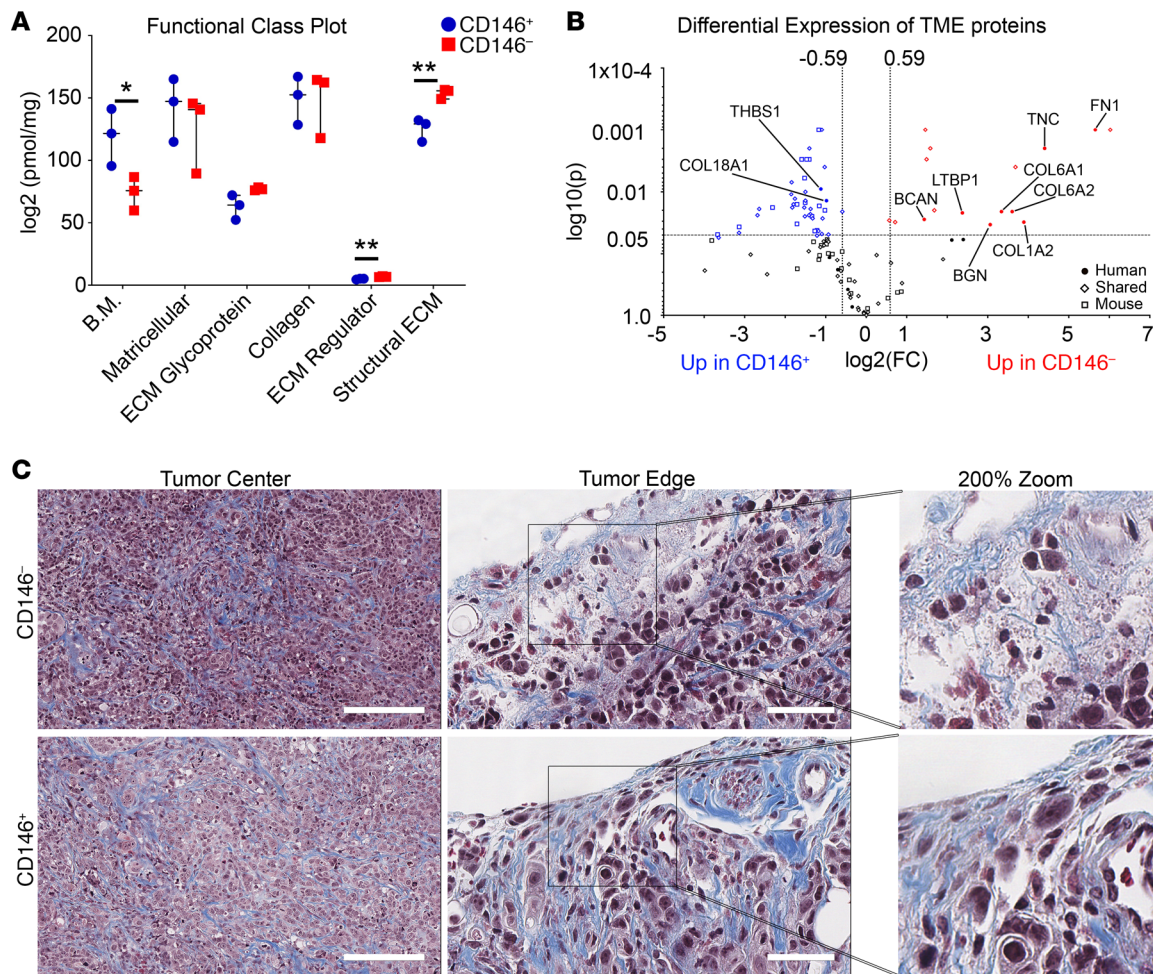 A
Functional Class Plot
CD146+
CD146–
log2 (pmol/mg)
200
150
100
50
0
*
**
**
B.M.
Matricellular
ECM Glycoprotein
Collagen
ECM Regulator
Structural ECM
B
Differential Expression of TME proteins
-0.59
0.59
log10(p)
1x10-4
0.001
0.01
0.05
1.0
THBS1
COL18A1
FN1
TNC
COL6A1
LTBP1
COL6A2
BCAN
COL1A2
BGN
Human
Shared
Mouse
-5
-3
-1
0
1
3
5
7
Up in CD146+
log2(FC)
Up in CD146–
C
Tumor Center
Tumor Edge
200% Zoom
CD146–
CD146+